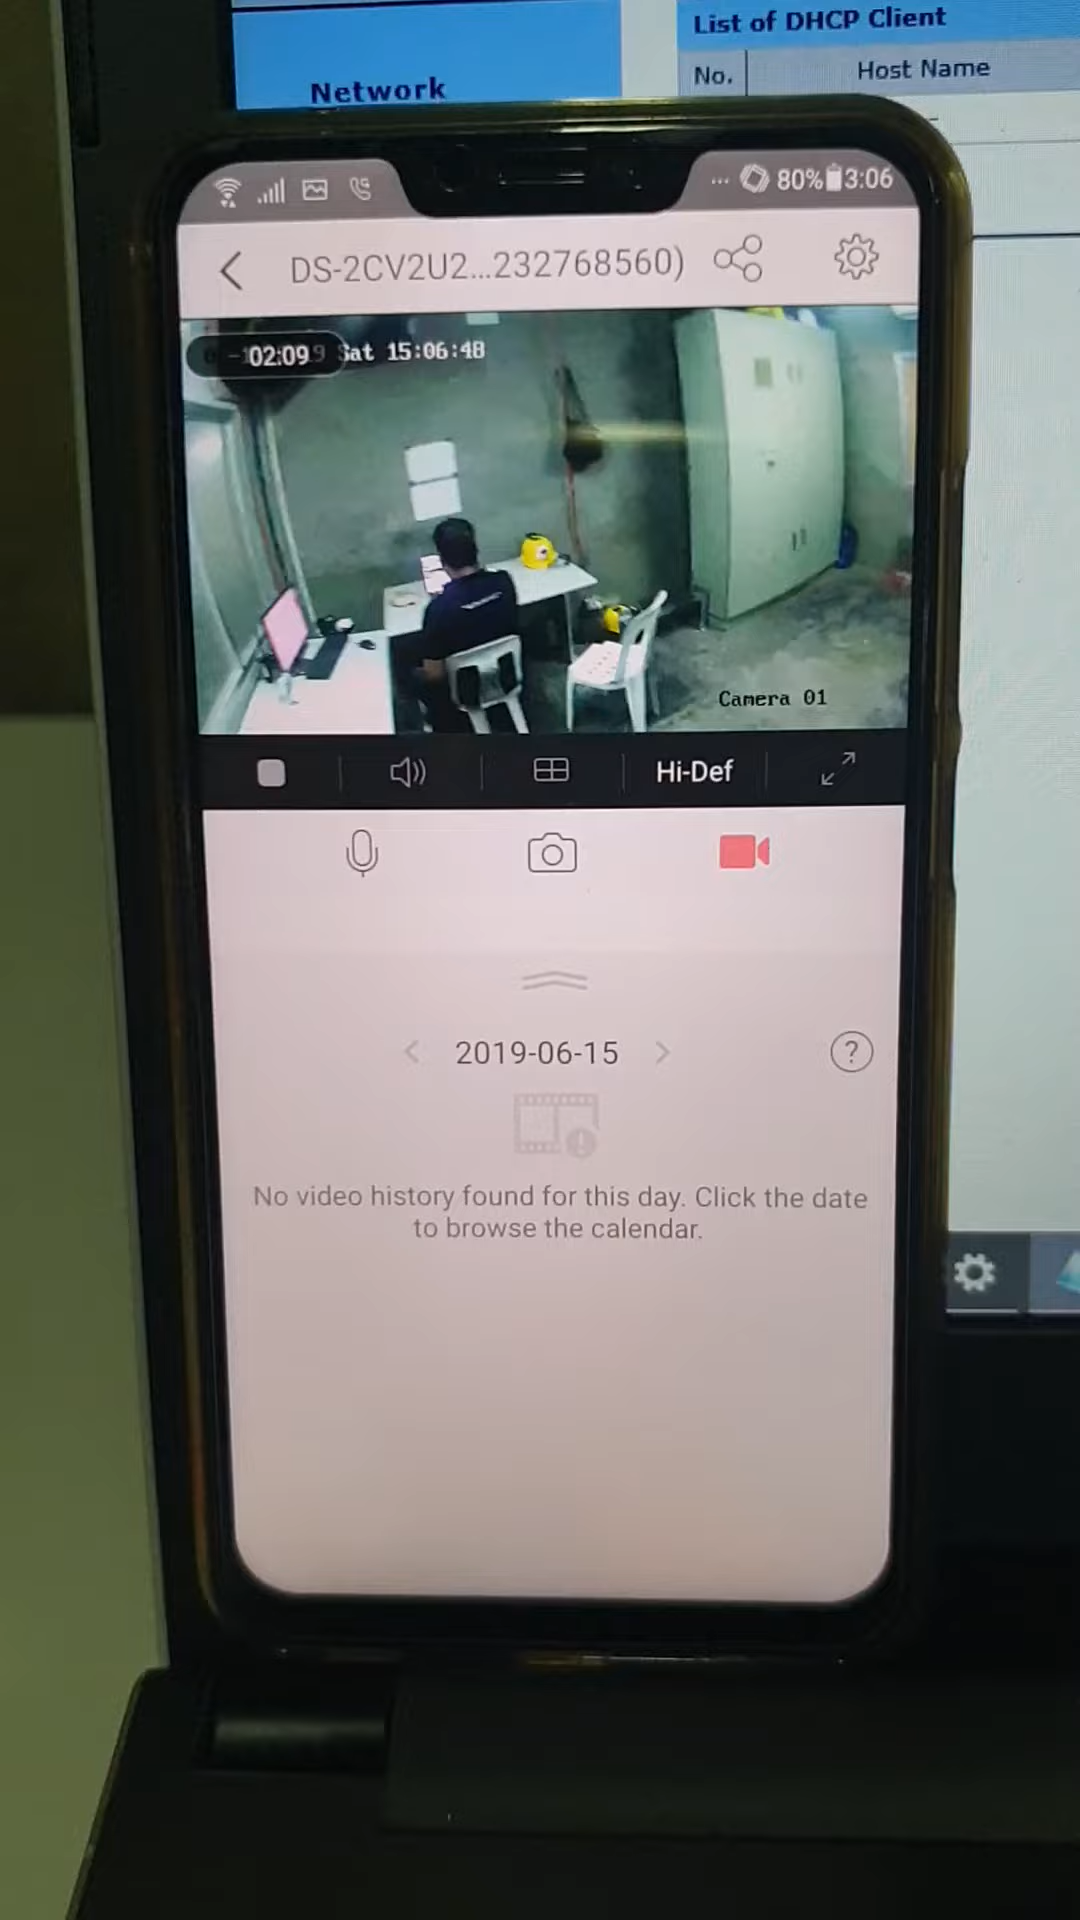 List of DHCP Client
No. Host Name
Network
80% 3:06
DS-2CV2U2...232768560)
02:09 9 Sat 15:06:48
Camera 01
Hi-Def
2019-06-15
?
No video history found for this day. Click the date
to browse the calendar.